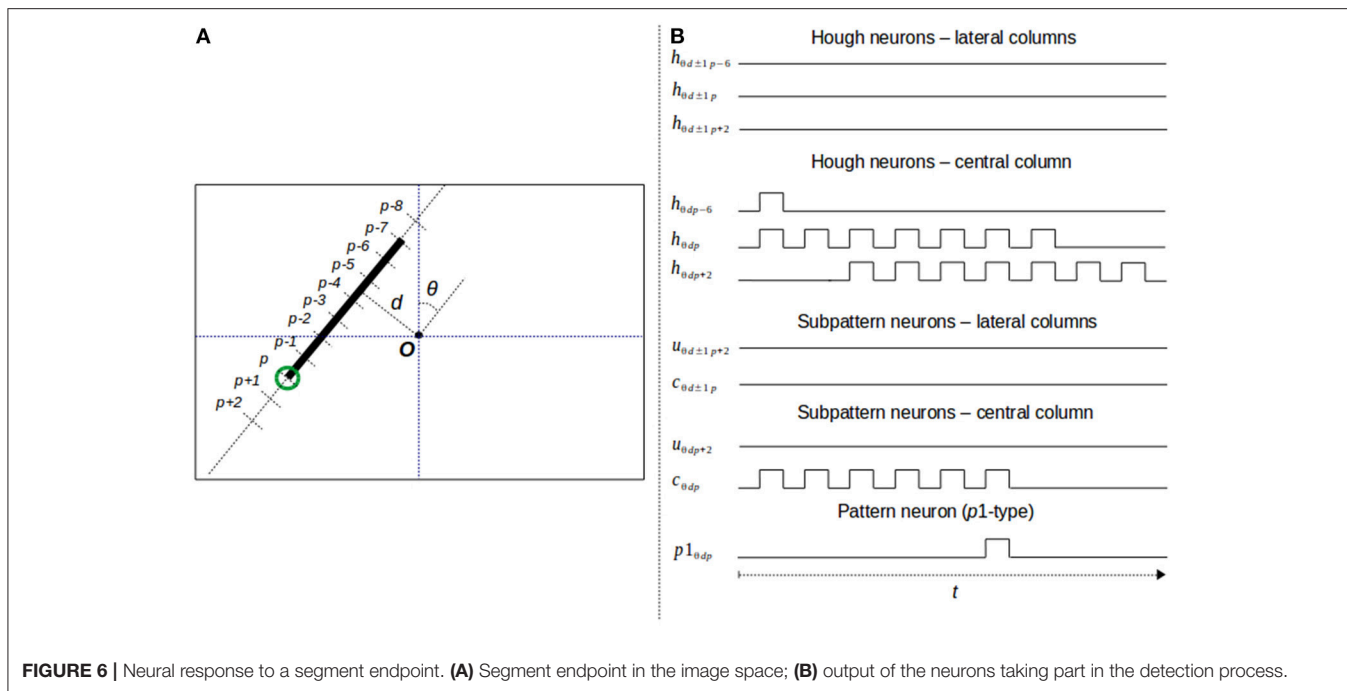 A
p-8
p-7
p-6
p-5
p-4
p-3
p-2
p-1
p
p+1
p+2
d
θ
O
B
Hough neurons – lateral columns
hθd±1p−6
hθd±1p
hθd±1p+2
Hough neurons – central column
hθdp−6
hθdp
hθdp+2
Subpattern neurons – lateral columns
uθd±1p+2
cθd±1p
Subpattern neurons – central column
uθdp+2
cθdp
Pattern neuron (p1-type)
p1θdp
t
FIGURE 6 | Neural response to a segment endpoint. (A) Segment endpoint in the image space; (B) output of the neurons taking part in the detection process.